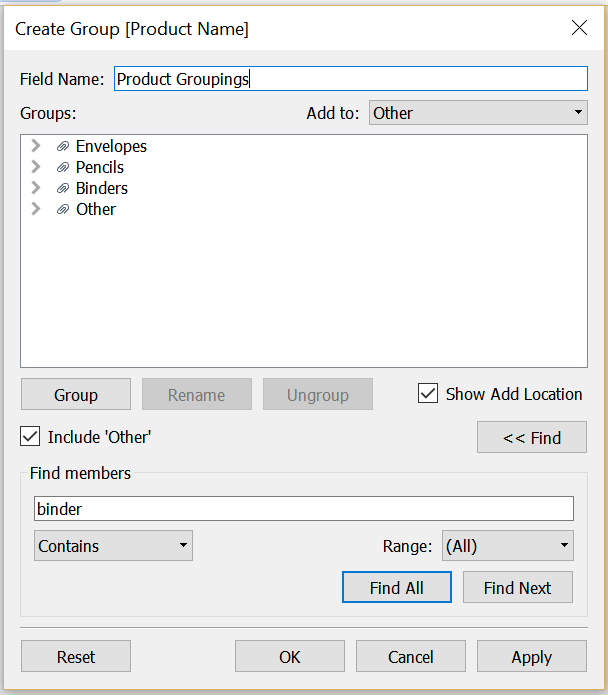 Create Group [Product Name]
Field Name: Product Groupings
Groups: Add to: Other
Envelopes
Pencils
Binders
Other
Group Rename Ungroup Show Add Location
Include 'Other' << Find
Find members
binder
Contains Range: (All)
Find All Find Next
Reset OK Cancel Apply